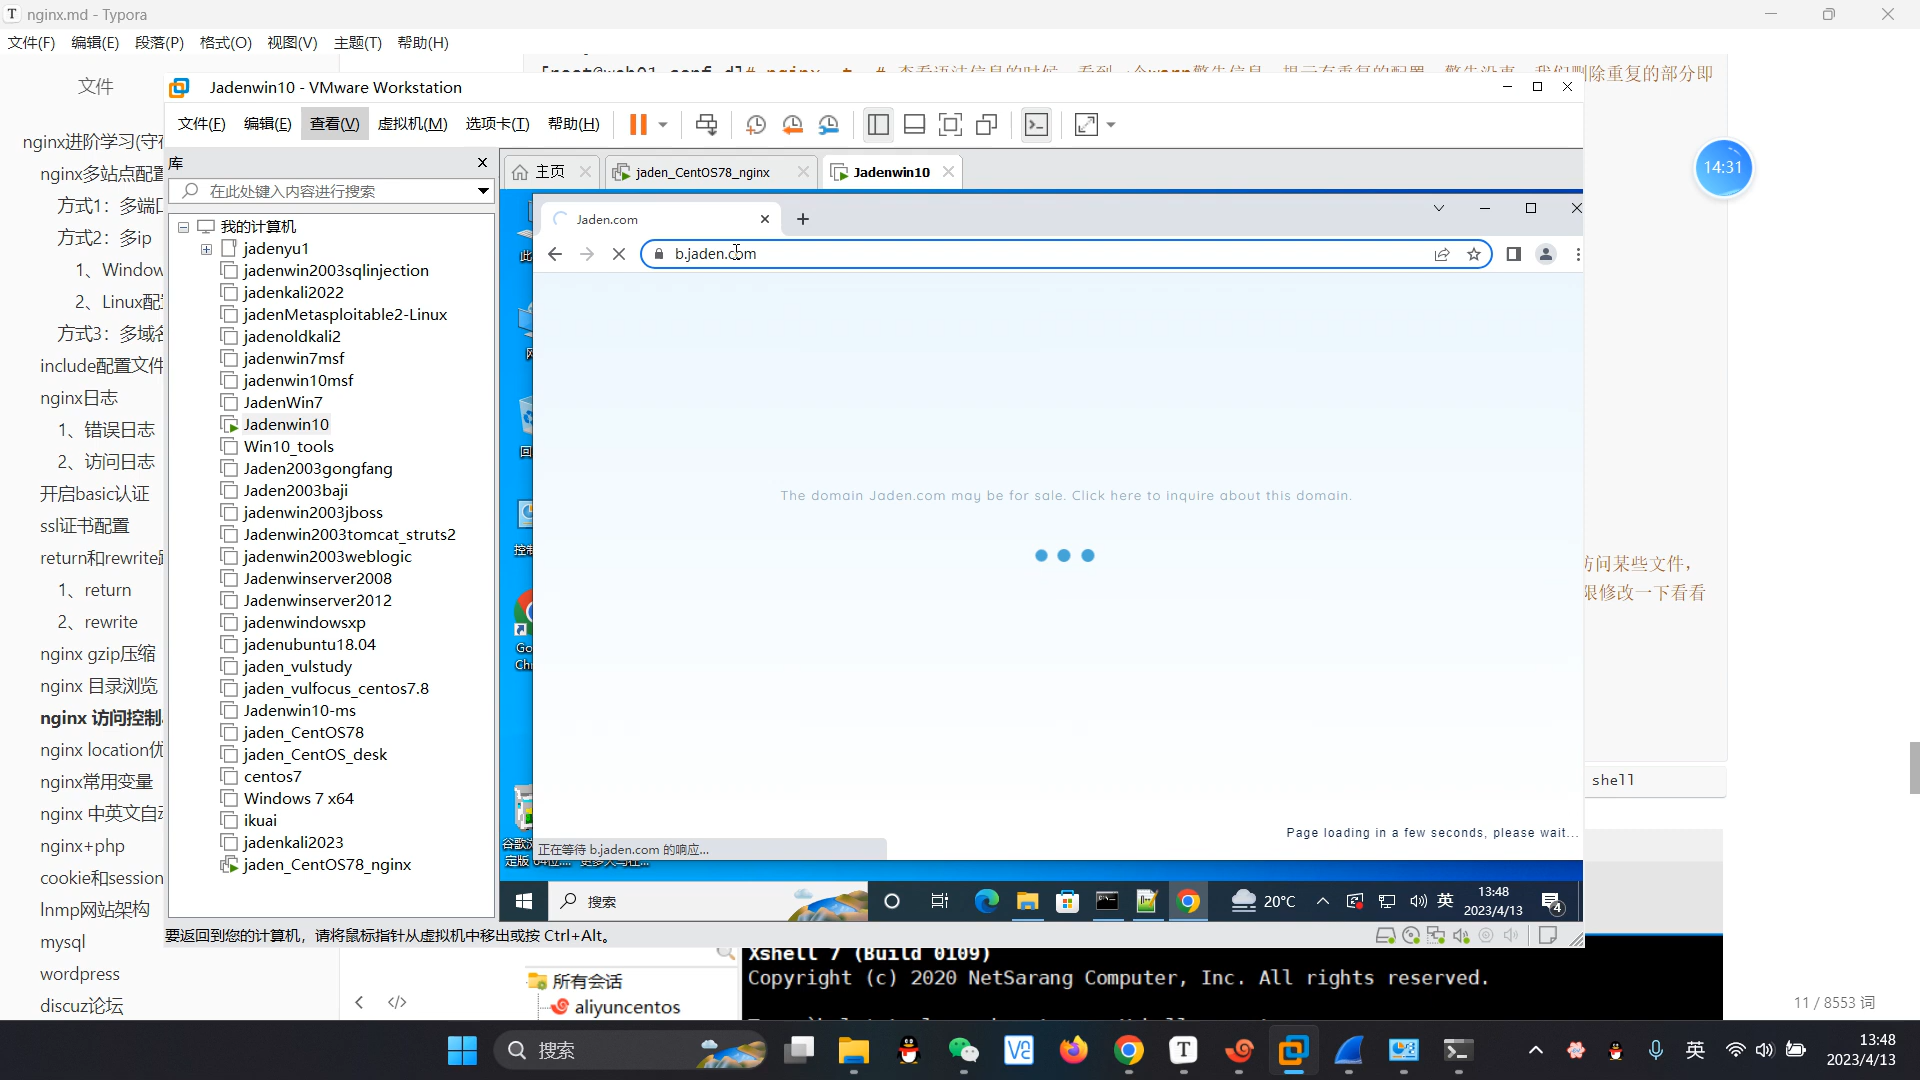 nginx.md - Typora
文件(F) 编辑(E) 段落(P) 格式(O) 视图(V) 主题(T) 帮助(H)
文件
nginx多站点配置
方式1：多端口
方式2：多ip
1、Window
2、Linux配
方式3：多域名
include配置文件
nginx日志
1、错误日志
2、访问日志
开启basic认证
ssl证书配置
return和rewrite
1、return
2、rewrite
nginx gzip压缩
nginx 目录浏览
nginx 访问控制
nginx location优
nginx常用变量
nginx 中英文自
nginx+php
cookie和session
lnmp网站架构
mysql
wordpress
discuz论坛
删除重复的部分即
Jadenwin10 - VMware Workstation
文件(F) 编辑(E) 查看(V) 虚拟机(M) 选项卡(T) 帮助(H)
库
在此处键入内容进行搜索
我的计算机
jadenyu1
jadenwin2003sqlinjection
jadenkali2022
jadenMetasploitable2-Linux
jadenoldkali2
jadenwin7msf
jadenwin10msf
JadenWin7
Jadenwin10
Win10_tools
Jaden2003gongfang
Jaden2003baji
jadenwin2003jboss
Jadenwin2003tomcat_struts2
jadenwin2003weblogic
Jadenwinserver2008
Jadenwinserver2012
jadenwindowsxp
jadenubuntu18.04
jaden_vulstudy
jaden_vulfocus_centos7.8
Jadenwin10-ms
jaden_CentOS78
jaden_CentOS_desk
centos7
Windows 7 x64
ikuai
jadenkali2023
jaden_CentOS78_nginx
主页 jaden_CentOS78_nginx Jadenwin10
Jaden.com
b.jaden.com
The domain Jaden.com may be for sale. Click here to inquire about this domain.
Page loading in a few seconds, please wait...
正在等待 b.jaden.com 的响应...
搜索
20°C
英
13:48
2023/4/13
4
要返回到您的计算机，请将鼠标指针从虚拟机中移出或按 Ctrl+Alt。
14:31
访问某些文件，
限修改一下看看
shell
所有会话
aliyuncentos
Xshell 7 (Build 0109)
Copyright (c) 2020 NetSarang Computer, Inc. All rights reserved.
11 / 8553 词
搜索
英
13:48
2023/4/13